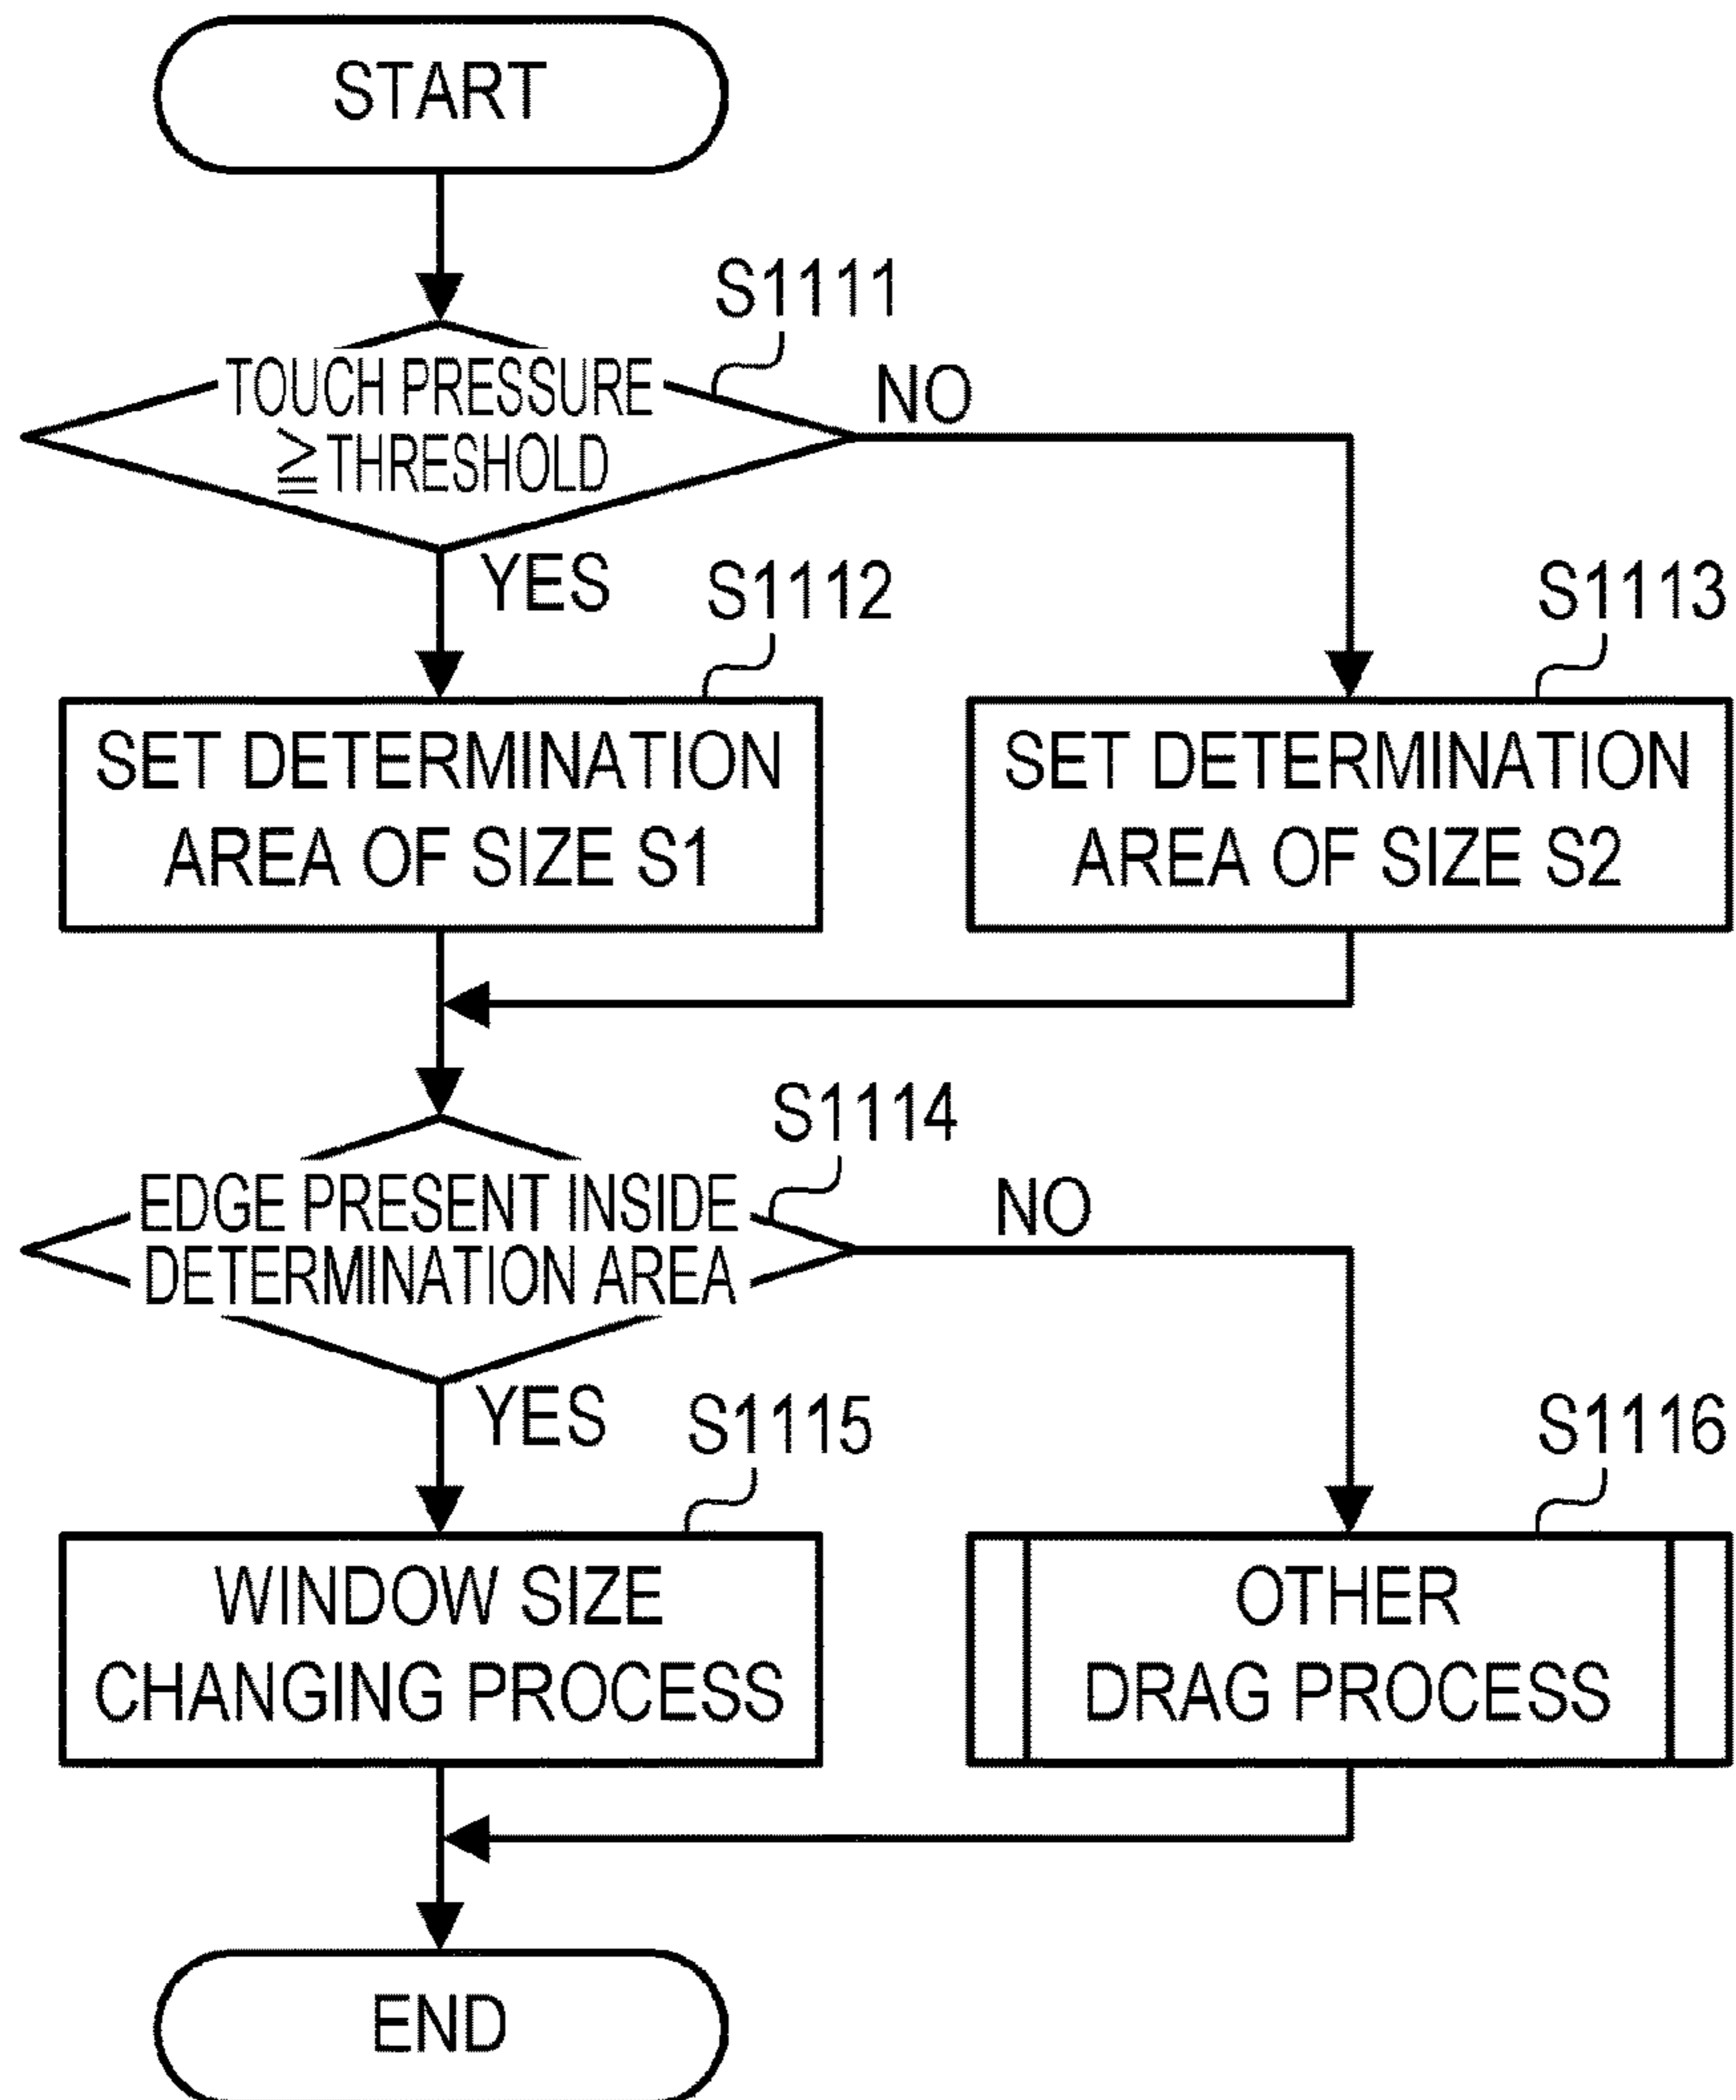 START
S1111
TOUCH PRESSURE
≧THRESHOLD
NO
YES
S1112
S1113
SET DETERMINATION
AREA OF SIZE S1
SET DETERMINATION
AREA OF SIZE S2
S1114
EDGE PRESENT INSIDE
DETERMINATION AREA
NO
YES
S1115
S1116
WINDOW SIZE
CHANGING PROCESS
OTHER
DRAG PROCESS
END